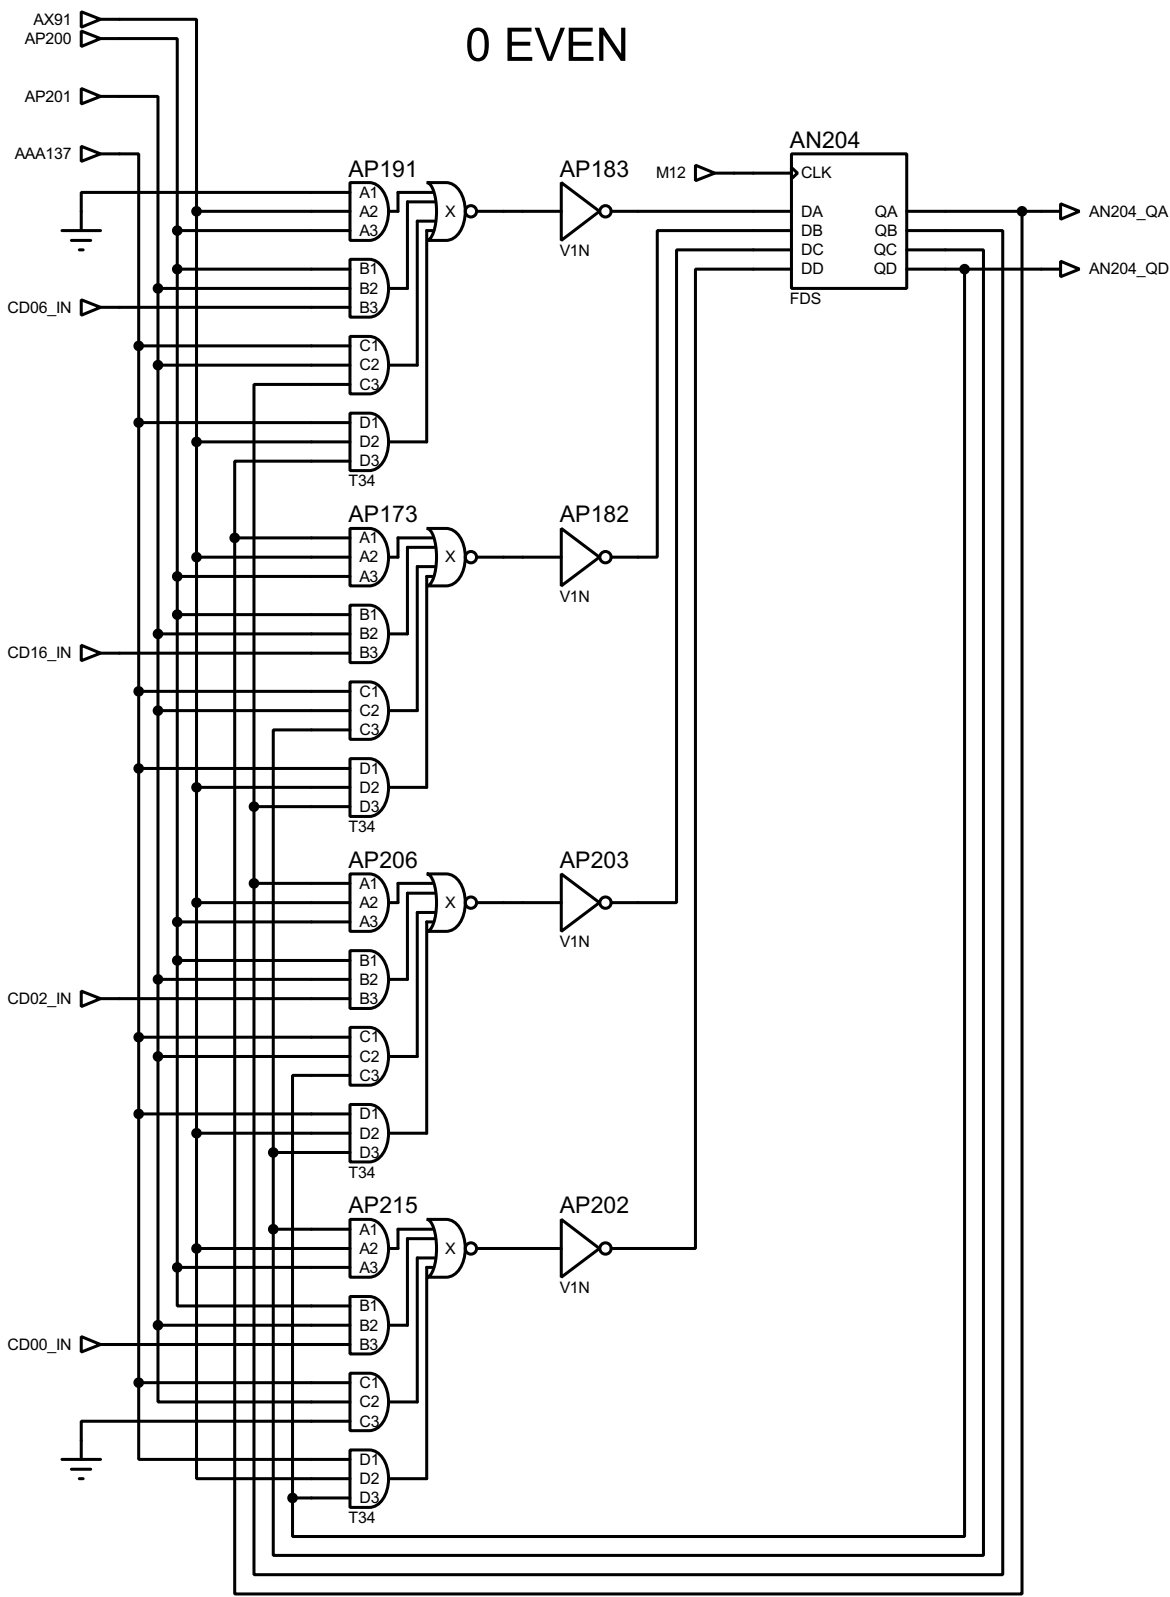 AX91
0 EVEN
AP200
AP201
AN204
AAA137
AP191
AP183
M12
CLK
A1
A2
A3
X
V1N
DA
DB
DC
DD
QA
QB
QC
QD
FDS
AN204_QA
AN204_QD
B1
B2
B3
CD06_IN
C1
C2
C3
D1
D2
D3
T34
AP173
AP182
A1
A2
A3
X
V1N
B1
B2
B3
CD16_IN
C1
C2
C3
D1
D2
D3
T34
AP206
AP203
A1
A2
A3
X
V1N
B1
B2
B3
CD02_IN
C1
C2
C3
D1
D2
D3
T34
AP215
AP202
A1
A2
A3
X
V1N
B1
B2
B3
CD00_IN
C1
C2
C3
D1
D2
D3
T34